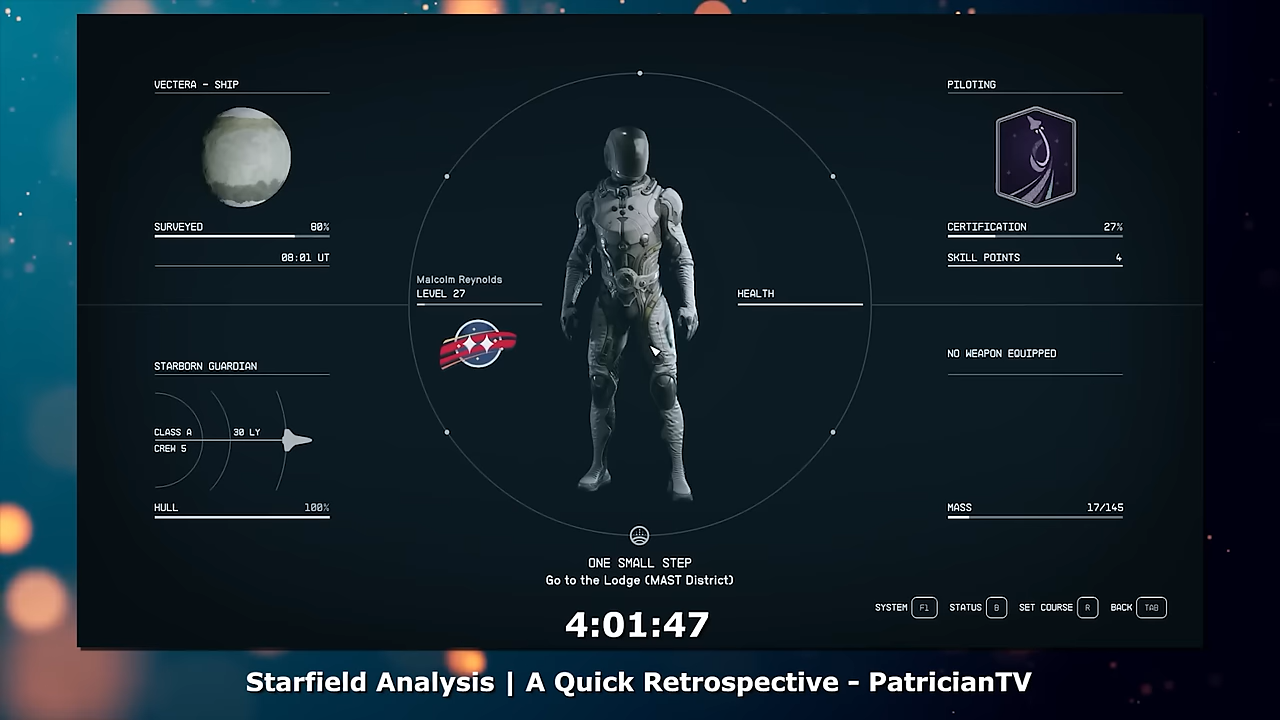 VECTERA - SHIP
SURVEYED 80%
08:01 UT
STARBORN GUARDIAN
CLASS A 30 LY
CREW 5
HULL 100%
Malcolm Reynolds
LEVEL 27
HEALTH
PILOTING
CERTIFICATION 27%
SKILL POINTS 4
NO WEAPON EQUIPPED
MASS 17/145
ONE SMALL STEP
Go to the Lodge (MAST District)
SYSTEM F1 STATUS B SET COURSE R BACK TAB
4:01:47
Starfield Analysis | A Quick Retrospective - PatricianTV